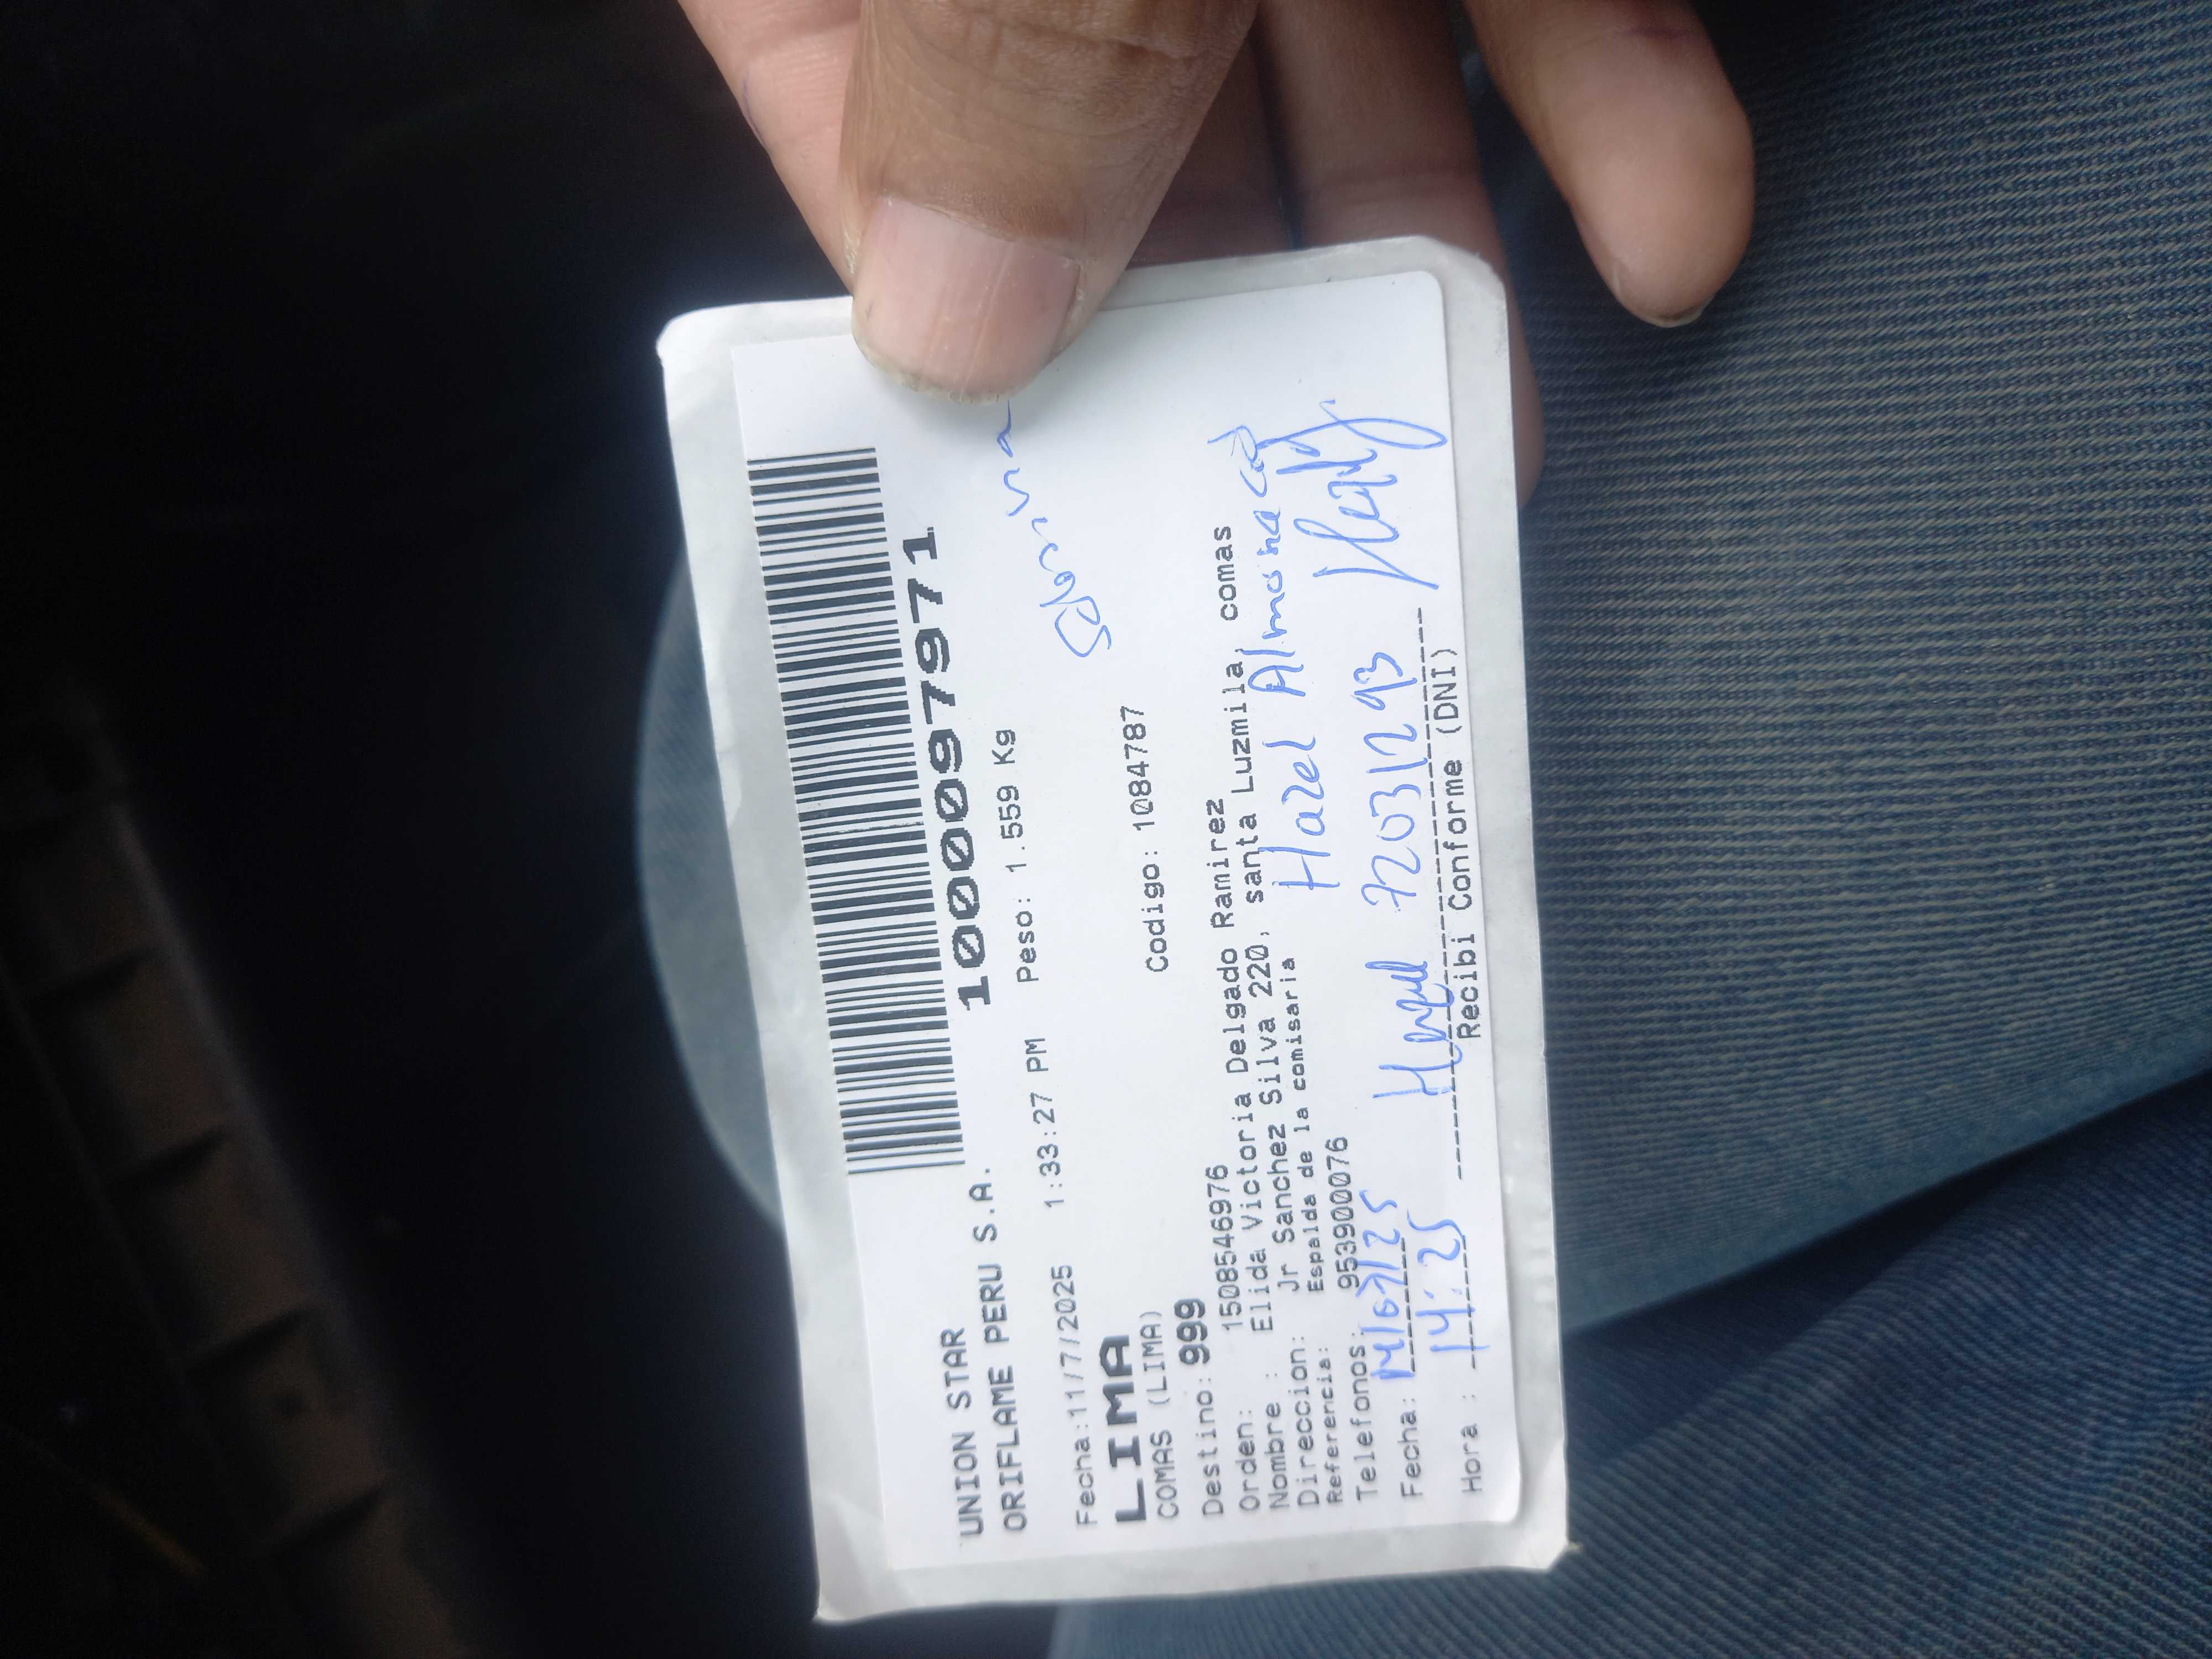 1000097971
UNION STAR
ORIFLAME PERU S.A.
Fecha:11/7/2025 1:33:27 PM Peso: 1.559 Kg
LIMA
COMAS (LIMA)
Codigo: 1084787
Destino: 999
Orden: 1508546976
Nombre : Elida Victoria Delgado Ramirez
Direccion: Jr Sanchez Silva 220, santa Luzmila, comas
Referencia: Espalda de la comisaria
Hazel Almonacid
Telefonos: 953900076
Fecha: 14/07/25 72031293
Hora : 14:25
Recibi Conforme (DNI)